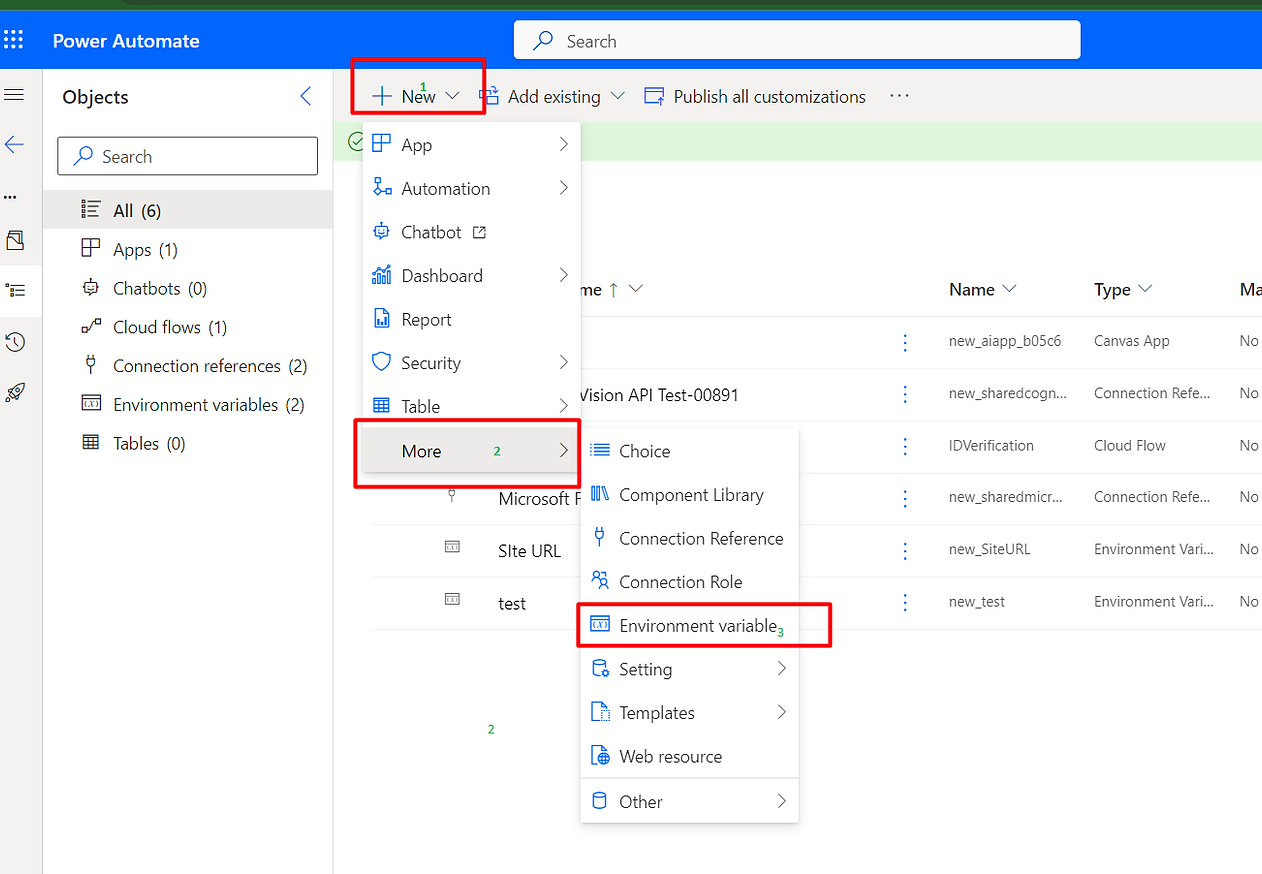 Power Automate
Search
Objects
Search
All (6)
Apps (1)
Chatbots (0)
Cloud flows (1)
Connection references (2)
Environment variables (2)
Tables (0)
New 1
Add existing
Publish all customizations
...
App
Automation
Chatbot
Dashboard
Report
Security
Table
More 2
Choice
Component Library
Connection Reference
Connection Role
Environment variable 3
Setting
Templates
Web resource
Other
me ↑
Name
Type
Ma
new_aiapp_b05c6
Canvas App
No
Vision API Test-00891
new_sharedcogn...
Connection Refe...
No
IDVerification
Cloud Flow
No
Microsoft F
new_sharedmicr...
Connection Refe...
No
SIte URL
new_SiteURL
Environment Vari...
No
test
new_test
Environment Vari...
No
2